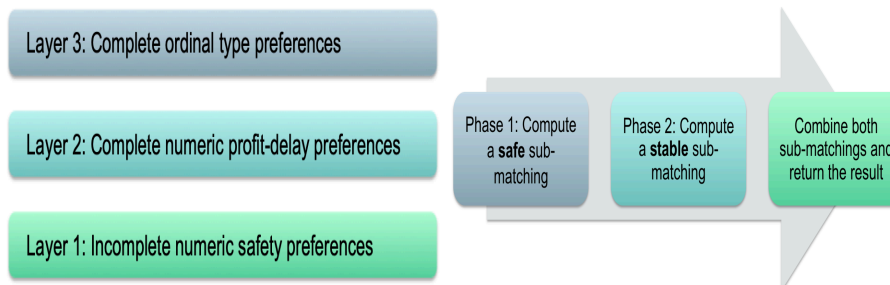 Layer 3: Complete ordinal type preferences
Layer 2: Complete numeric profit-delay preferences
Layer 1: Incomplete numeric safety preferences
Phase 1: Compute
a safe sub-
matching
Phase 2: Compute
a stable sub-
matching
Combine both
sub-matchings and
return the result